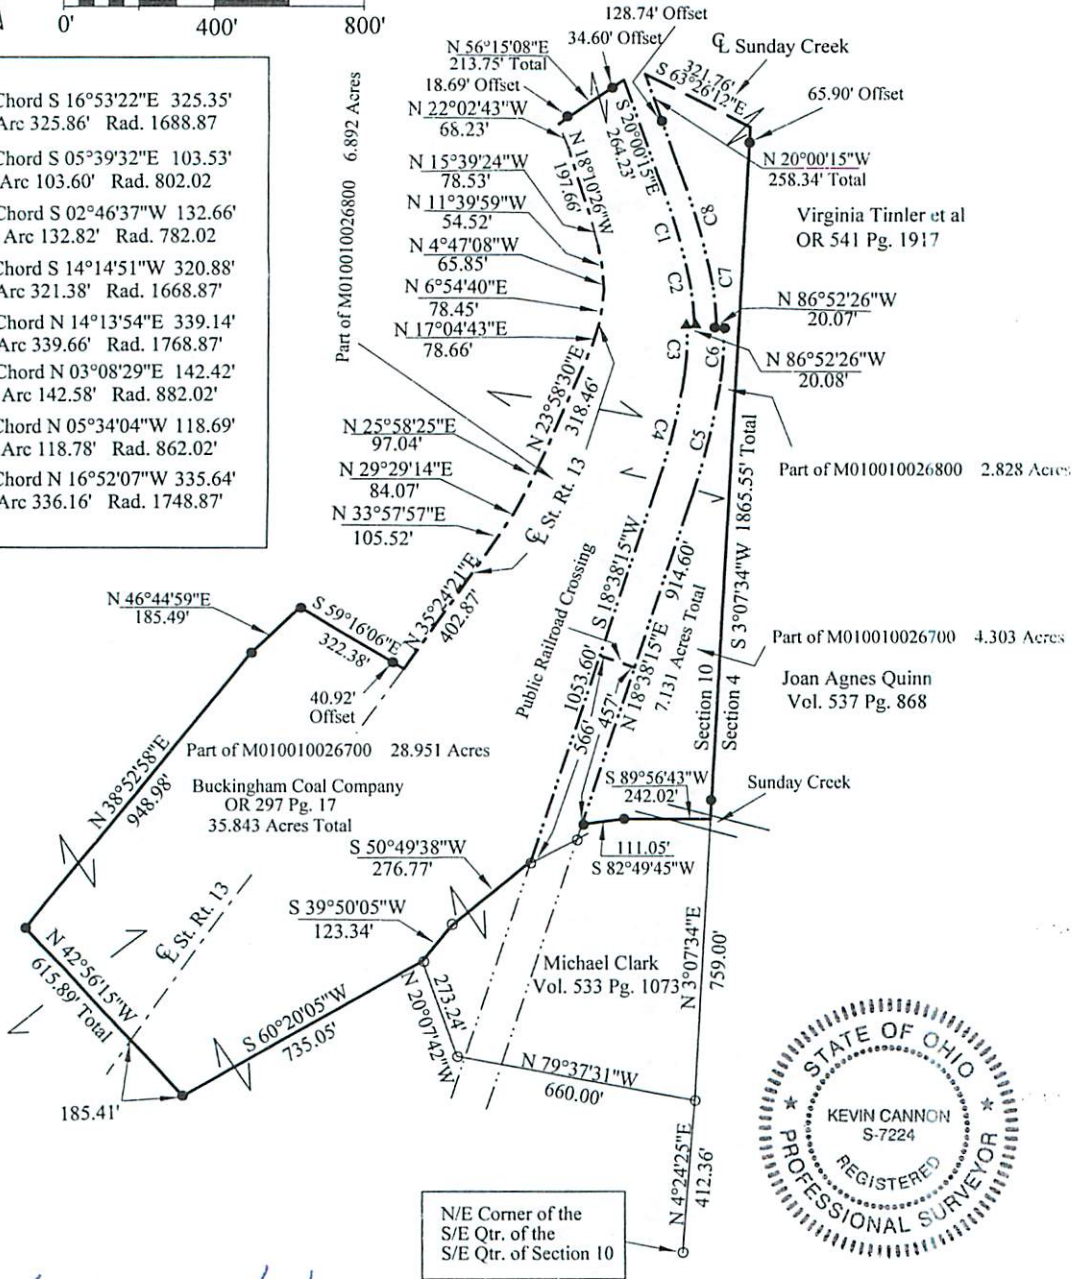 0' 400' 800'
Chord S 16°53'22"E 325.35'
Arc 325.86' Rad. 1688.87
Chord S 05°39'32"E 103.53'
Arc 103.60' Rad. 802.02
Chord S 02°46'37"W 132.66'
Arc 132.82' Rad. 782.02
Chord S 14°14'51"W 320.88'
Arc 321.38' Rad. 1668.87'
Chord N 14°13'54"E 339.14'
Arc 339.66' Rad. 1768.87'
Chord N 03°08'29"E 142.42'
Arc 142.58' Rad. 882.02'
Chord N 05°34'04"W 118.69'
Arc 118.78' Rad. 862.02'
Chord N 16°52'07"W 335.64'
Arc 336.16' Rad. 1748.87'
128.74' Offset
34.60' Offset
N 56°15'08"E
213.75' Total
18.69' Offset
℄ Sunday Creek
321.76'
S 63°26'12"E
65.90' Offset
N 22°02'43"W
68.23'
N 15°39'24"W
78.53'
N 11°39'59"W
54.52'
N 4°47'08"W
65.85'
N 6°54'40"E
78.45'
N 17°04'43"E
78.66'
N 18°10'26"W
197.66'
S 20°00'15"E
264.23'
N 20°00'15"W
258.34' Total
Virginia Timler et al
OR 541 Pg. 1917
C1
C2
C3
C4
C5
C6
C7
C8
N 86°52'26"W
20.07'
N 86°52'26"W
20.08'
Part of M010010026800 6.892 Acres
N 23°58'30"E
318.46'
N 25°58'25"E
97.04'
N 29°29'14"E
84.07'
N 33°57'57"E
105.52'
℄ St. Rt. 13
Part of M010010026800 2.828 Acres
S 3°07'34"W 1865.55' Total
N 46°44'59"E
185.49'
S 59°16'06"E
322.38'
N 35°24'21"E
402.87'
40.92'
Offset
Public Railroad Crossing
S 18°38'15"W
1053.60'
566'
457'
N 18°38'15"E 914.60'
7.131 Acres Total
Section 10
Section 4
Part of M010010026700 4.303 Acres
Joan Agnes Quinn
Vol. 537 Pg. 868
Part of M010010026700 28.951 Acres
Buckingham Coal Company
OR 297 Pg. 17
35.843 Acres Total
N 38°52'58"E
948.98'
S 89°56'43"W
242.02'
Sunday Creek
111.05'
S 82°49'45"W
S 50°49'38"W
276.77'
S 39°50'05"W
123.34'
℄ St. Rt. 13
N 42°56'15"W
615.89' Total
185.41'
S 60°20'05"W
735.05'
273.24'
N 20°07'42"W
Michael Clark
Vol. 533 Pg. 1073
N 3°07'34"E
759.00'
N 79°37'31"W
660.00'
N 4°24'25"E
412.36'
N/E Corner of the
S/E Qtr. of the
S/E Qtr. of Section 10
STATE OF OHIO
KEVIN CANNON
S-7224
REGISTERED
PROFESSIONAL SURVEYOR